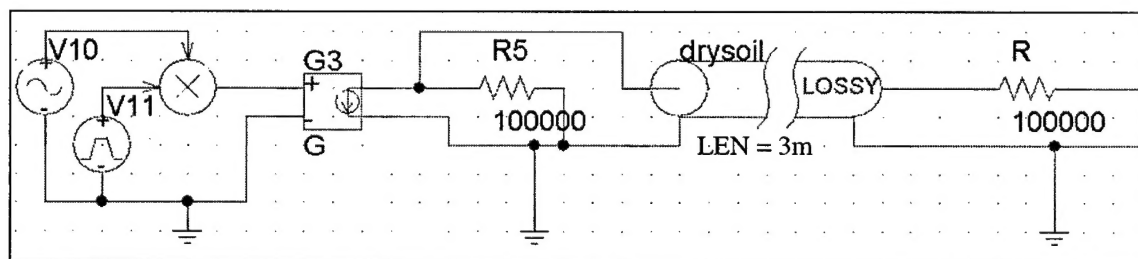 V10
V11
G3
G
R5
100000
drysoil
LOSSY
LEN = 3m
R
100000